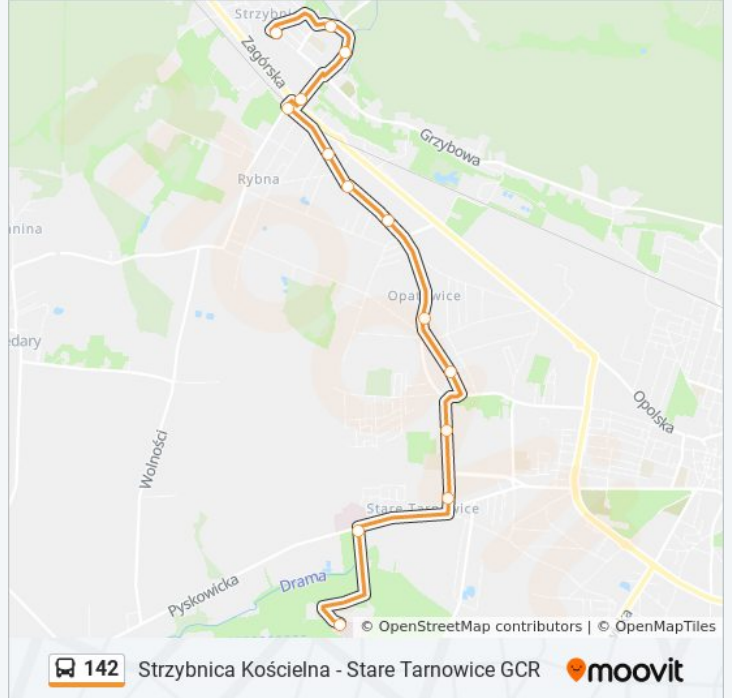 Strzybni
Zagórska
Grzybowa
Rybna
anina
Opatowice
edary
Opolska
Wolności
Stare Tarnowice
Drama
Pyskowicka
© OpenStreetMap contributors | © OpenMapTiles
142 Strzybnica Kościelna - Stare Tarnowice GCR moovit